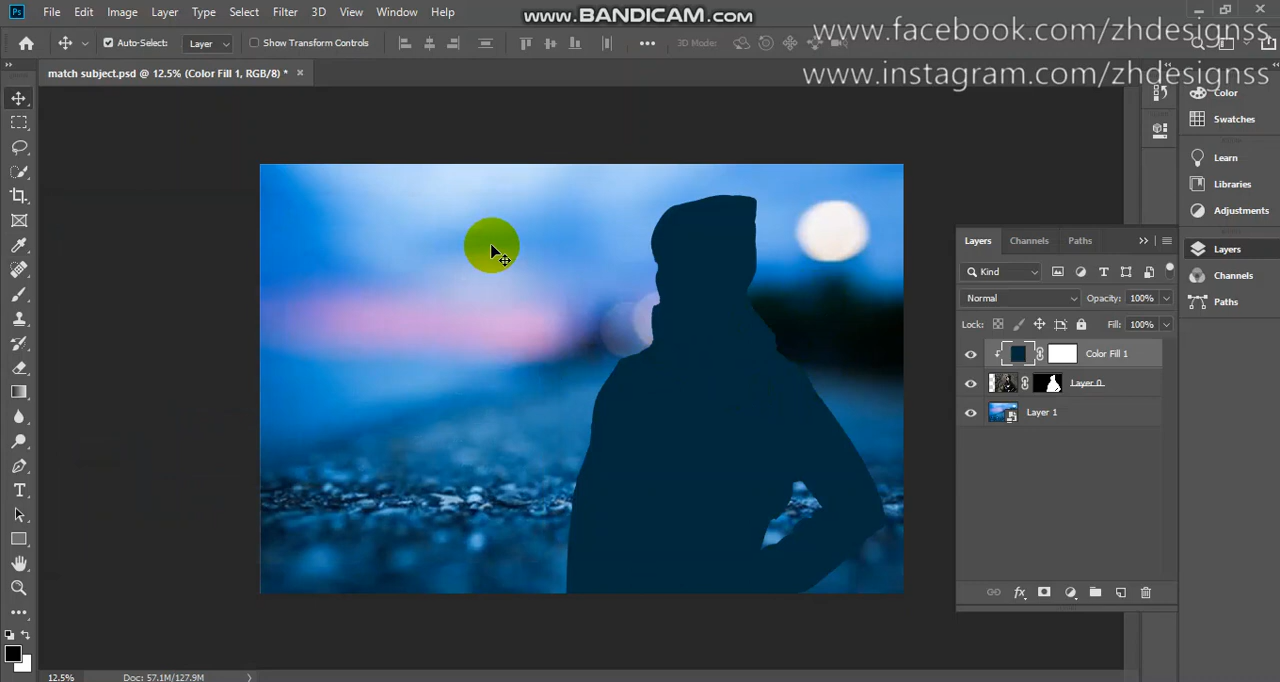 Ps File Edit Image Layer Type Select Filter 3D View Window Help
www.BANDICAM.com
www.facebook.com/zhdesignss
Auto-Select: Layer Show Transform Controls 3D Mode:
match subject.psd @ 12.5% (Color Fill 1, RGB/8) *
www.instagram.com/zhdesignss
Color
Swatches
Learn
Libraries
Adjustments
Layers
Channels
Paths
Layers Channels Paths
Kind
Normal Opacity: 100%
Lock: Fill: 100%
Color Fill 1
Layer 0
Layer 1
fx
12.5% Doc: 57.1M/127.9M